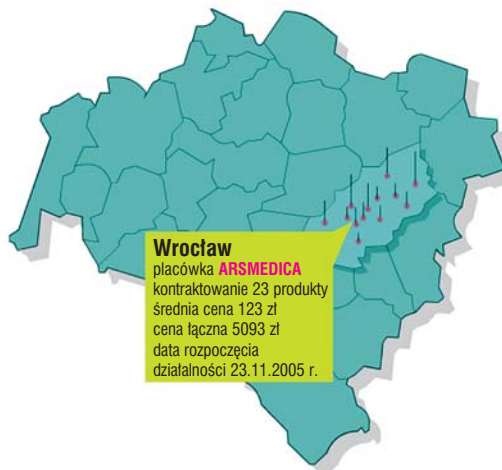 Wrocław
placówka ARSMEDICA
kontraktowanie 23 produkty
średnia cena 123 zł
cena łączna 5093 zł
data rozpoczęcia
działalności 23.11.2005 r.